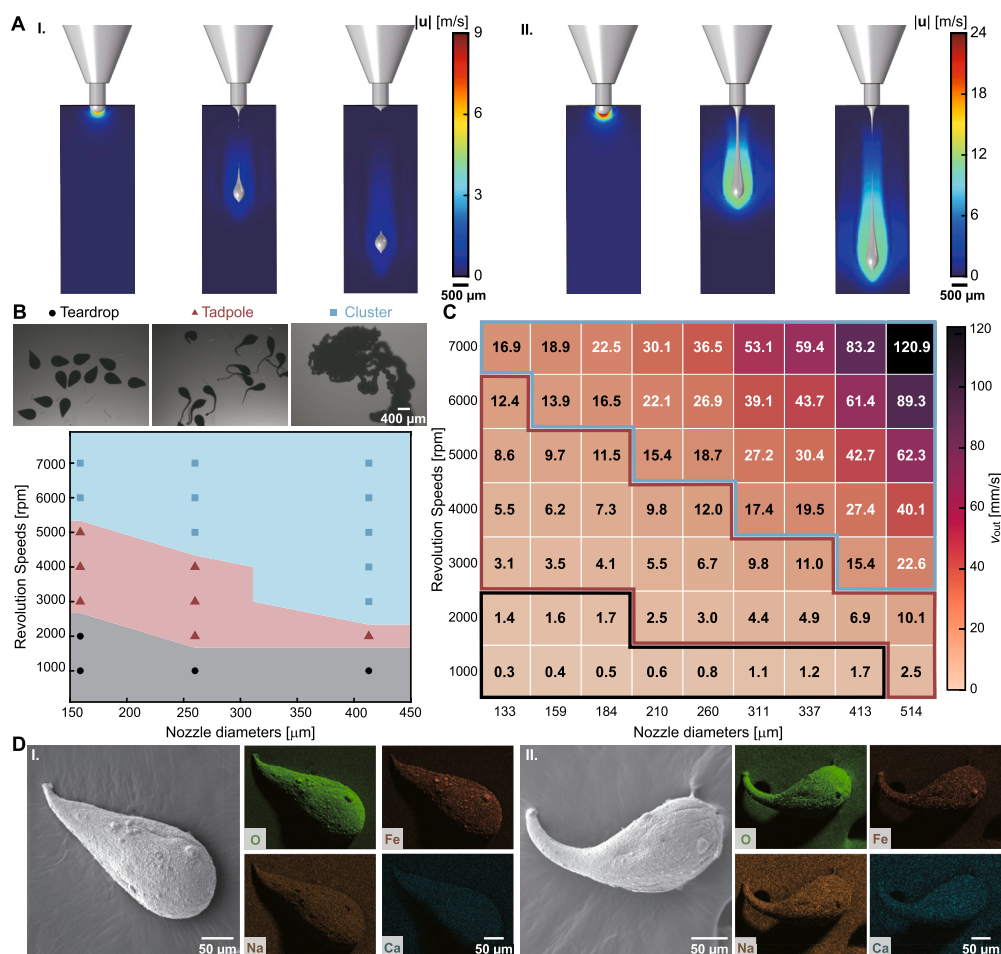 A
I.
|u| [m/s]
9
6
3
0
500 µm
II.
|u| [m/s]
24
18
12
6
0
500 µm
B
Teardrop
Tadpole
Cluster
400 µm
Revolution Speeds [rpm]
7000
6000
5000
4000
3000
2000
1000
150 200 250 300 350 400 450
Nozzle diameters [µm]
C
Revolution Speeds [rpm]
7000 16.9 18.9 22.5 30.1 36.5 53.1 59.4 83.2 120.9
6000 12.4 13.9 16.5 22.1 26.9 39.1 43.7 61.4 89.3
5000 8.6 9.7 11.5 15.4 18.7 27.2 30.4 42.7 62.3
4000 5.5 6.2 7.3 9.8 12.0 17.4 19.5 27.4 40.1
3000 3.1 3.5 4.1 5.5 6.7 9.8 11.0 15.4 22.6
2000 1.4 1.6 1.7 2.5 3.0 4.4 4.9 6.9 10.1
1000 0.3 0.4 0.5 0.6 0.8 1.1 1.2 1.7 2.5
133 159 184 210 260 311 337 413 514
Nozzle diameters [µm]
120
100
80
60
40
20
0
vout [mm/s]
D
I.
50 µm
O
Fe
Na
Ca
50 µm
II.
50 µm
O
Fe
Na
Ca
50 µm